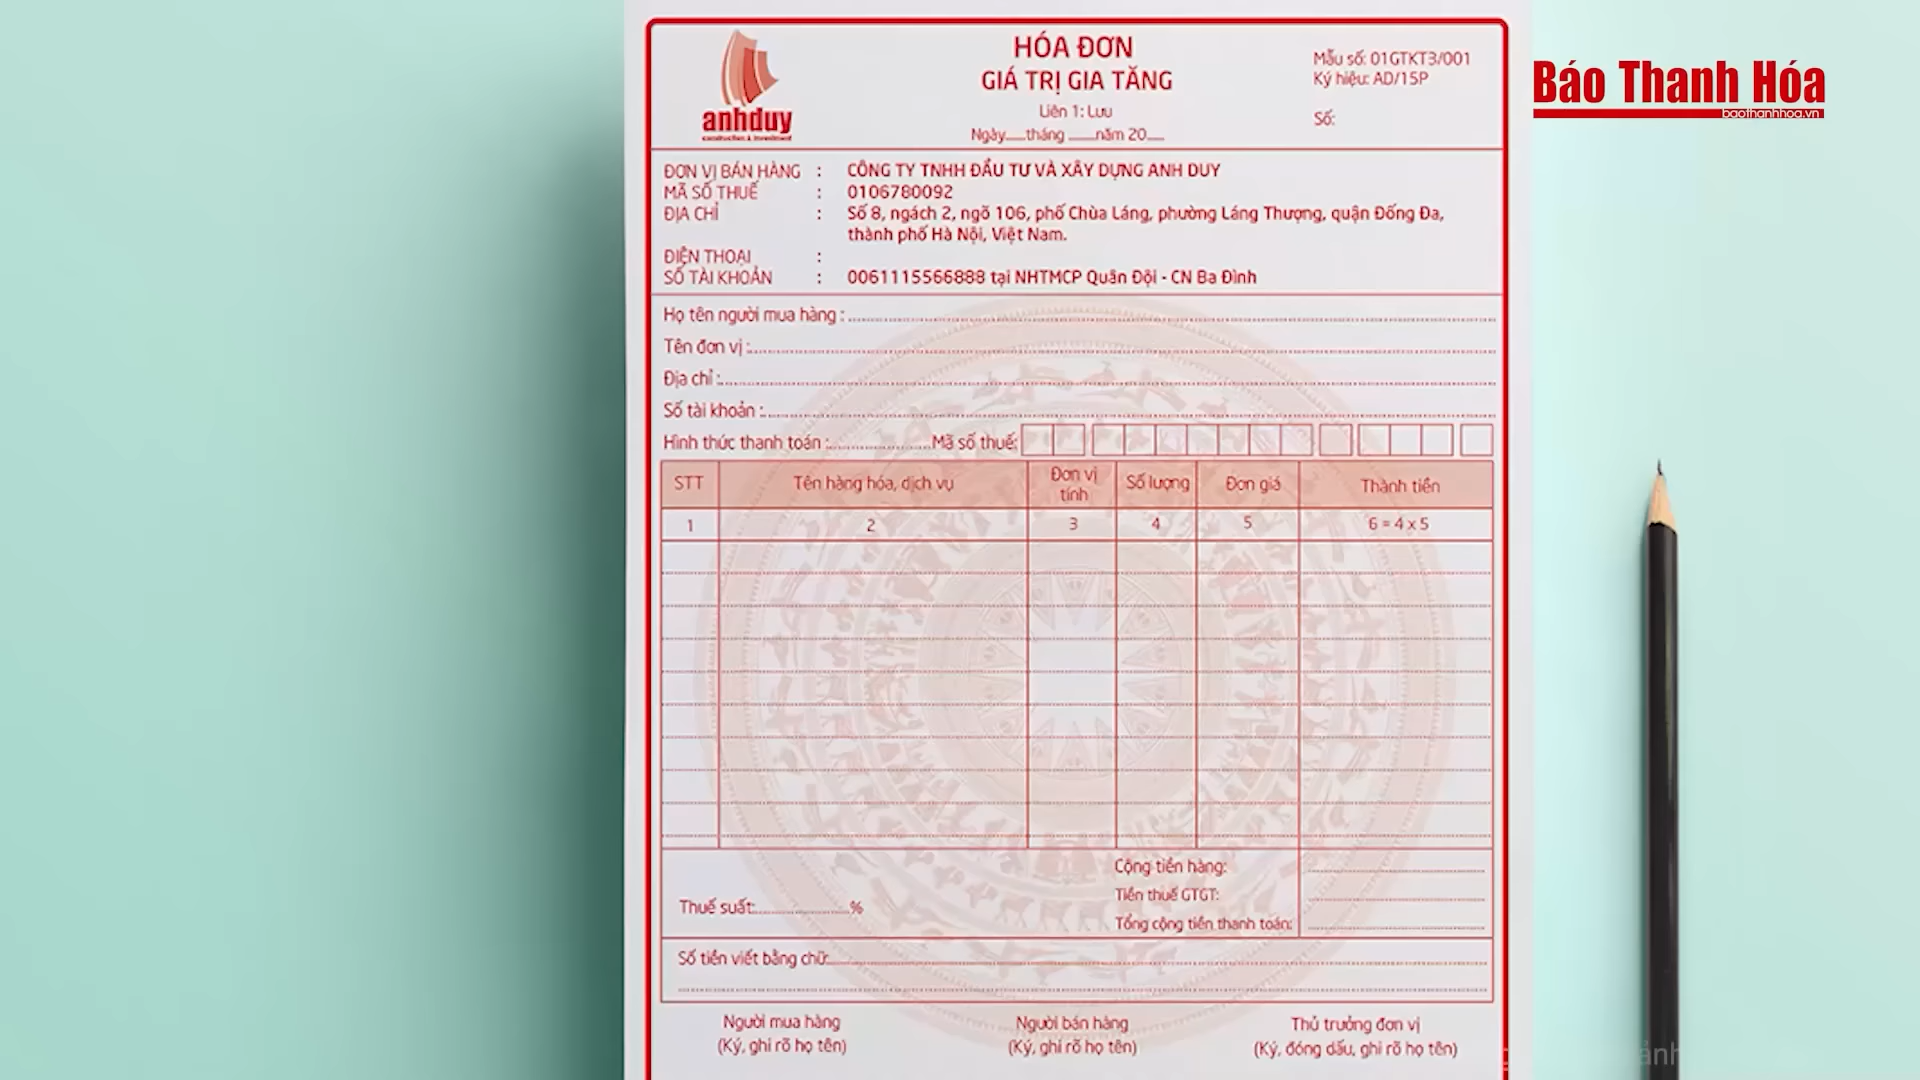 anhduy
construction & investment
HÓA ĐƠN
GIÁ TRỊ GIA TĂNG
Liên 1: Lưu
Ngày....tháng .....năm 20....
Mẫu số: 01GTKT3/001
Ký hiệu: AD/15P
Số:
Báo Thanh Hóa
baothanhhoa.vn
ĐƠN VỊ BÁN HÀNG : CÔNG TY TNHH ĐẦU TƯ VÀ XÂY DỰNG ANH DUY
MÃ SỐ THUẾ : 0106780092
ĐỊA CHỈ : Số 8, ngách 2, ngõ 106, phố Chùa Láng, phường Láng Thượng, quận Đống Đa,
thành phố Hà Nội, Việt Nam.
ĐIỆN THOẠI :
SỐ TÀI KHOẢN : 0061115566888 tại NHTMCP Quân Đội - CN Ba Đình
Họ tên người mua hàng :
Tên đơn vị :
Địa chỉ :
Số tài khoản :
Hình thức thanh toán :.................Mã số thuế:
STT Tên hàng hóa, dịch vụ Đơn vị tính Số lượng Đơn giá Thành tiền
1 2 3 4 5 6 = 4 x 5
Cộng tiền hàng:
Tiền thuế GTGT:
Thuế suất:.................%
Tổng cộng tiền thanh toán:
Số tiền viết bằng chữ:
Người mua hàng Người bán hàng Thủ trưởng đơn vị
(Ký, ghi rõ họ tên) (Ký, ghi rõ họ tên) (Ký, đóng dấu, ghi rõ họ tên)